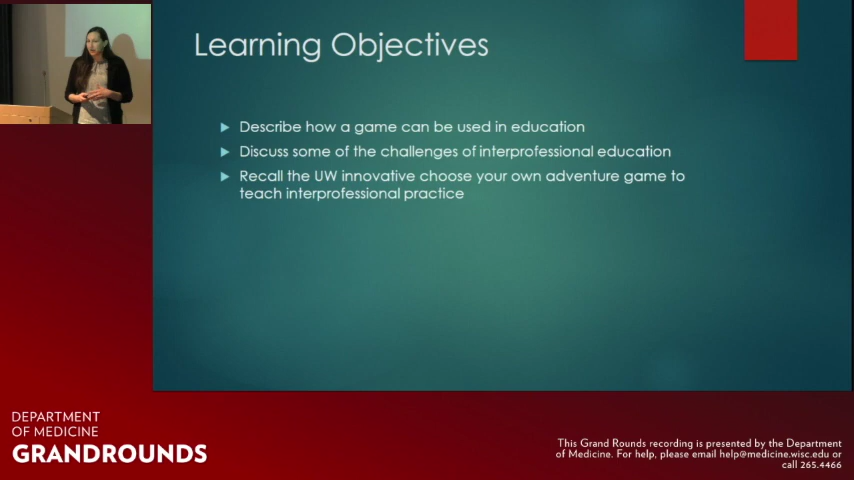 Learning Objectives
Describe how a game can be used in education
Discuss some of the challenges of interprofessional education
Recall the UW innovative choose your own adventure game to
teach interprofessional practice
DEPARTMENT
OF MEDICINE
GRANDROUNDS
This Grand Rounds recording is presented by the Department
of Medicine. For help, please email help@medicine.wisc.edu or
call 265.4466